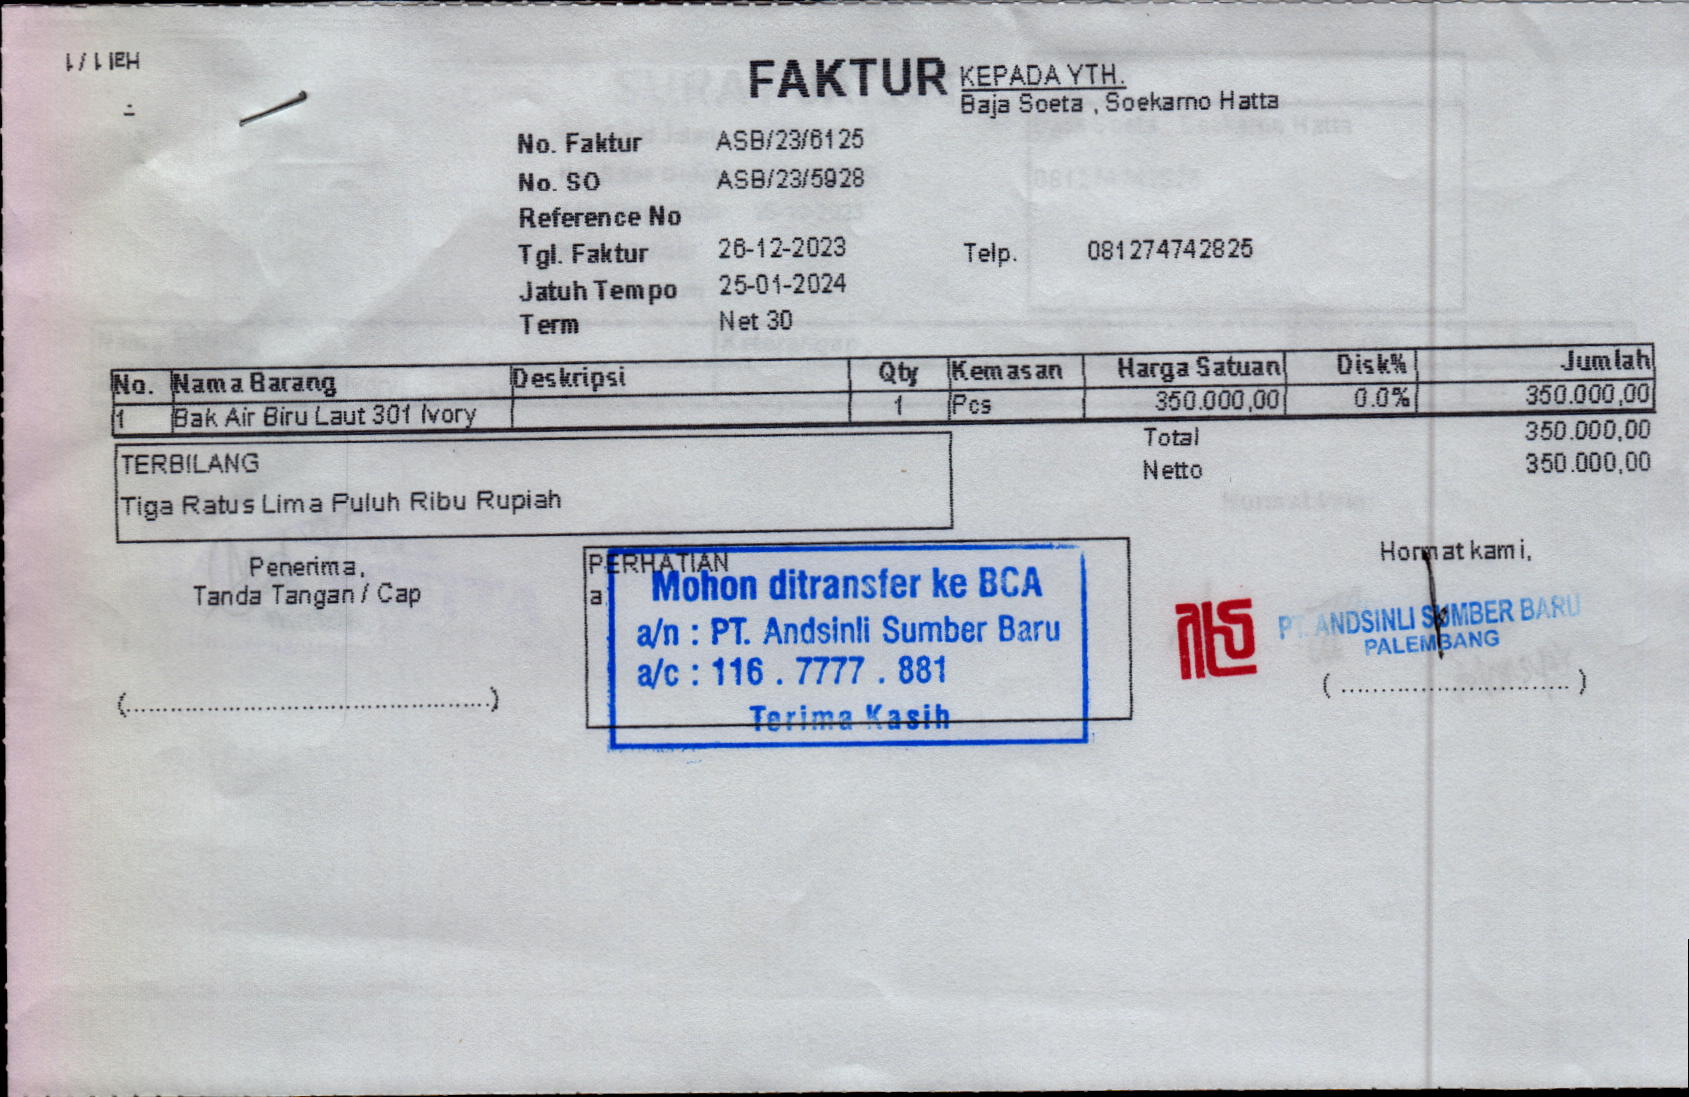 Hal 1 / 1
FAKTUR
KEPADA YTH.
Baja Soeta , Soekarno Hatta
No. Faktur ASB/23/6125
No. SO ASB/23/5928
Reference No
Tgl. Faktur 26-12-2023 Telp. 081274742825
Jatuh Tempo 25-01-2024
Term Net 30
No. Nama Barang Deskripsi Qty Kemasan Harga Satuan Disk% Jumlah
1 Bak Air Biru Laut 301 Ivory 1 Pcs 350.000,00 0.0% 350.000,00
Total 350.000,00
Netto 350.000,00
TERBILANG
Tiga Ratus Lima Puluh Ribu Rupiah
Penerima,
Tanda Tangan / Cap
(....................................................)
PERHATIAN
a
Mohon ditransfer ke BCA
a/n : PT. Andsinli Sumber Baru
a/c : 116 . 7777 . 881
Terima Kasih
Hormat kami,
PT. ANDSINLI SUMBER BARU
PALEMBANG
( ................................. )